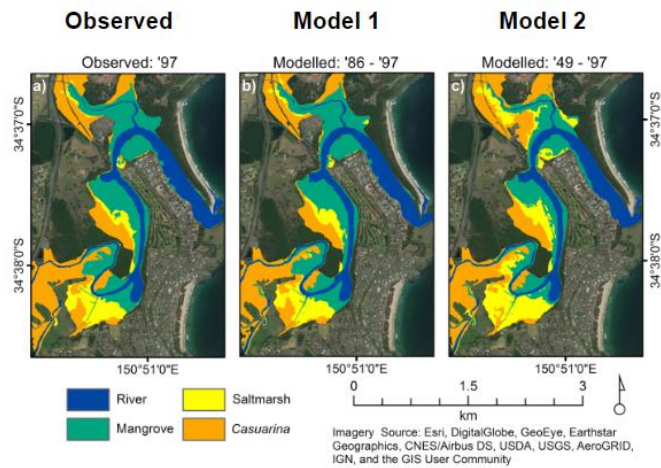 Observed Model 1 Model 2
Observed: '97 Modelled: '86 - '97 Modelled: '49 - '97
a) b) c)
34°37'0"S 34°37'0"S
34°38'0"S 34°38'0"S
150°51'0"E 150°51'0"E 150°51'0"E
River Saltmarsh
Mangrove Casuarina
0 1.5 3
km
Imagery Source: Esri, DigitalGlobe, GeoEye, Earthstar
Geographics, CNES/Airbus DS, USDA, USGS, AeroGRID,
IGN, and the GIS User Community